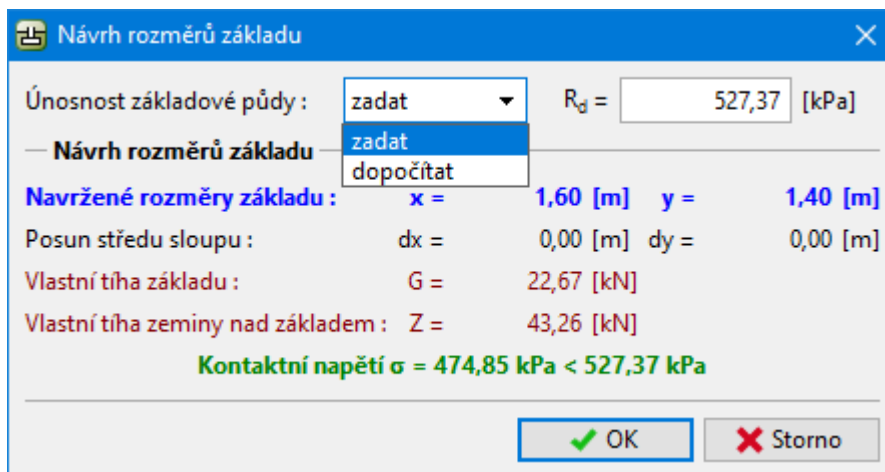 Návrh rozměrů základu
Únosnost základové půdy : zadat R_d = 527,37 [kPa]
zadat
dopočítat
Návrh rozměrů základu
Navržené rozměry základu : x = 1,60 [m] y = 1,40 [m]
Posun středu sloupu : dx = 0,00 [m] dy = 0,00 [m]
Vlastní tíha základu : G = 22,67 [kN]
Vlastní tíha zeminy nad základem : Z = 43,26 [kN]
Kontaktní napětí σ = 474,85 kPa < 527,37 kPa
OK Storno